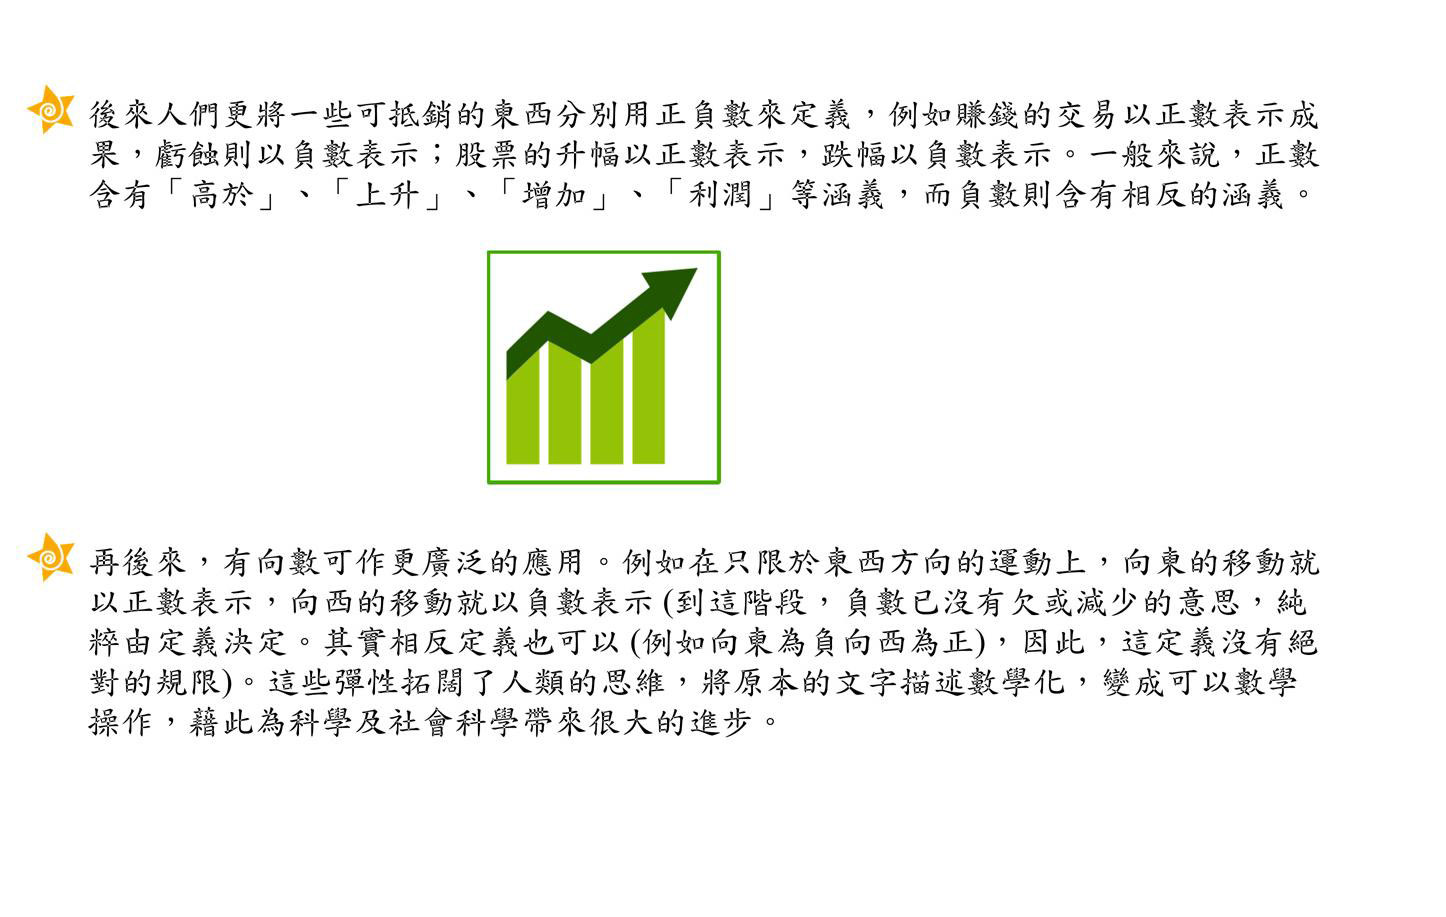 後來人們更將一些可抵銷的東西分別用正負數來定義，例如賺錢的交易以正數表示成
果，虧蝕則以負數表示；股票的升幅以正數表示，跌幅以負數表示。一般來說，正數
含有「高於」、「上升」、「增加」、「利潤」等涵義，而負數則含有相反的涵義。
再後來，有向數可作更廣泛的應用。例如在只限於東西方向的運動上，向東的移動就
以正數表示，向西的移動就以負數表示 (到這階段，負數已沒有欠或減少的意思，純
粹由定義決定。其實相反定義也可以 (例如向東為負向西為正)，因此，這定義沒有絕
對的規限)。這些彈性拓闊了人類的思維，將原本的文字描述數學化，變成可以數學
操作，藉此為科學及社會科學帶來很大的進步。